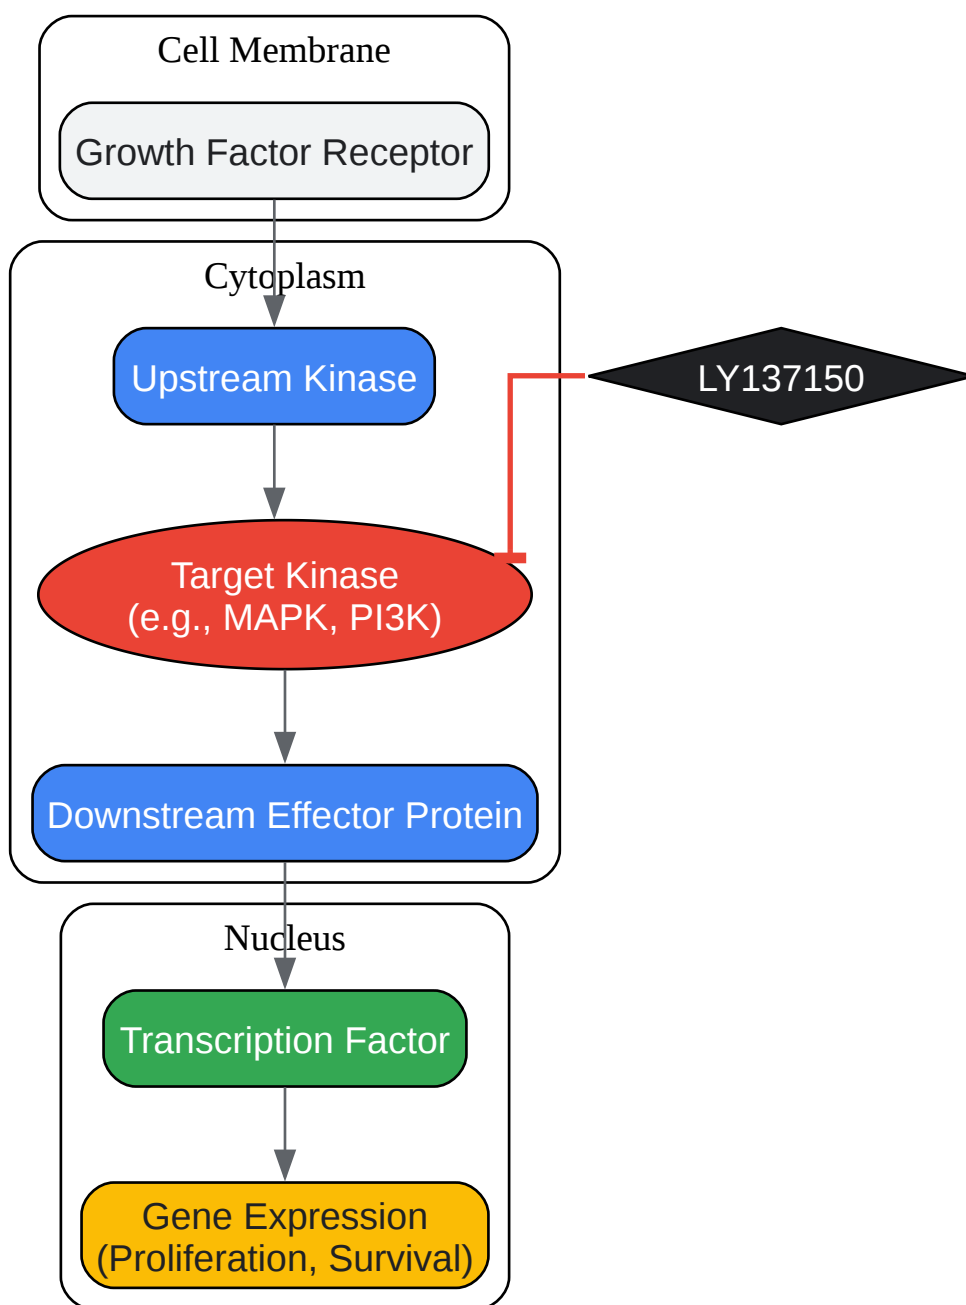 Cell Membrane
Growth Factor Receptor
Cytoplasm
Upstream Kinase
LY137150
Target Kinase
(e.g., MAPK, PI3K)
Downstream Effector Protein
Nucleus
Transcription Factor
Gene Expression
(Proliferation, Survival)